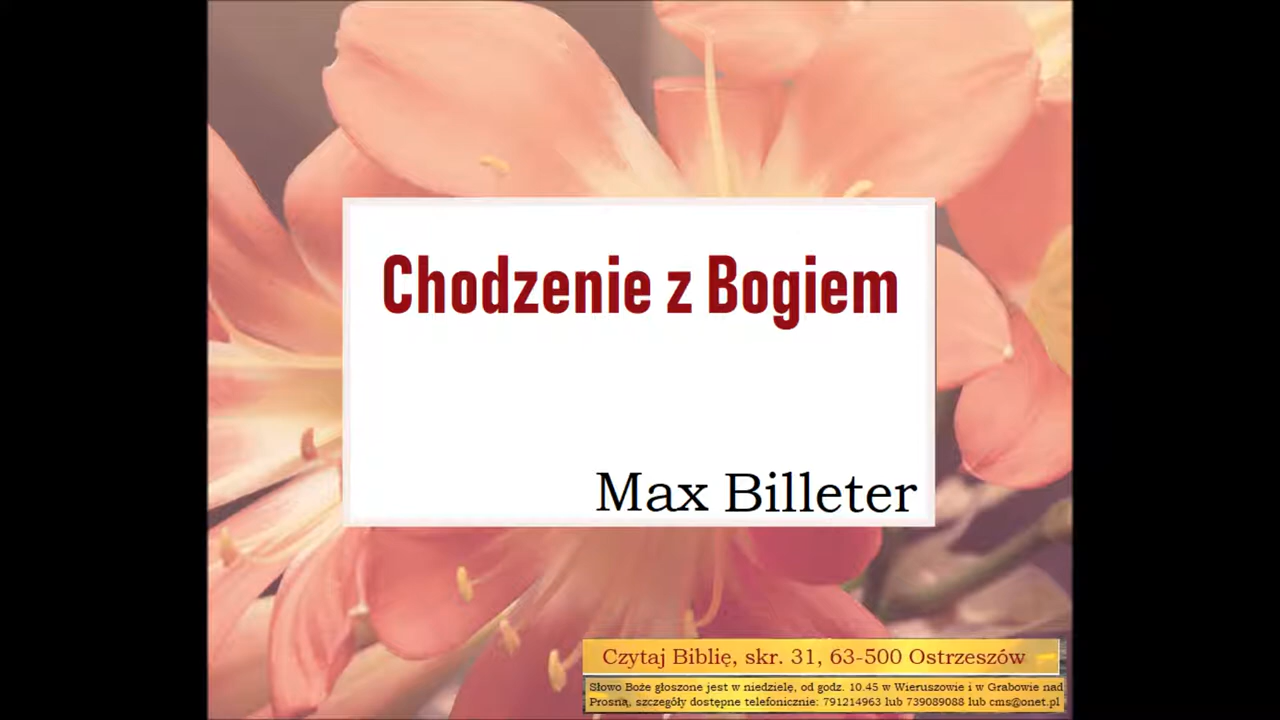 Chodzenie z Bogiem
Max Billeter
Czytaj Biblię, skr. 31, 63-500 Ostrzeszów
Słowo Boże głoszone jest w niedzielę, od godz. 10.45 w Wieruszowie i w Grabowie nad
Prosną, szczegóły dostępne telefonicznie: 791214963 lub 739089088 lub cms@onet.pl